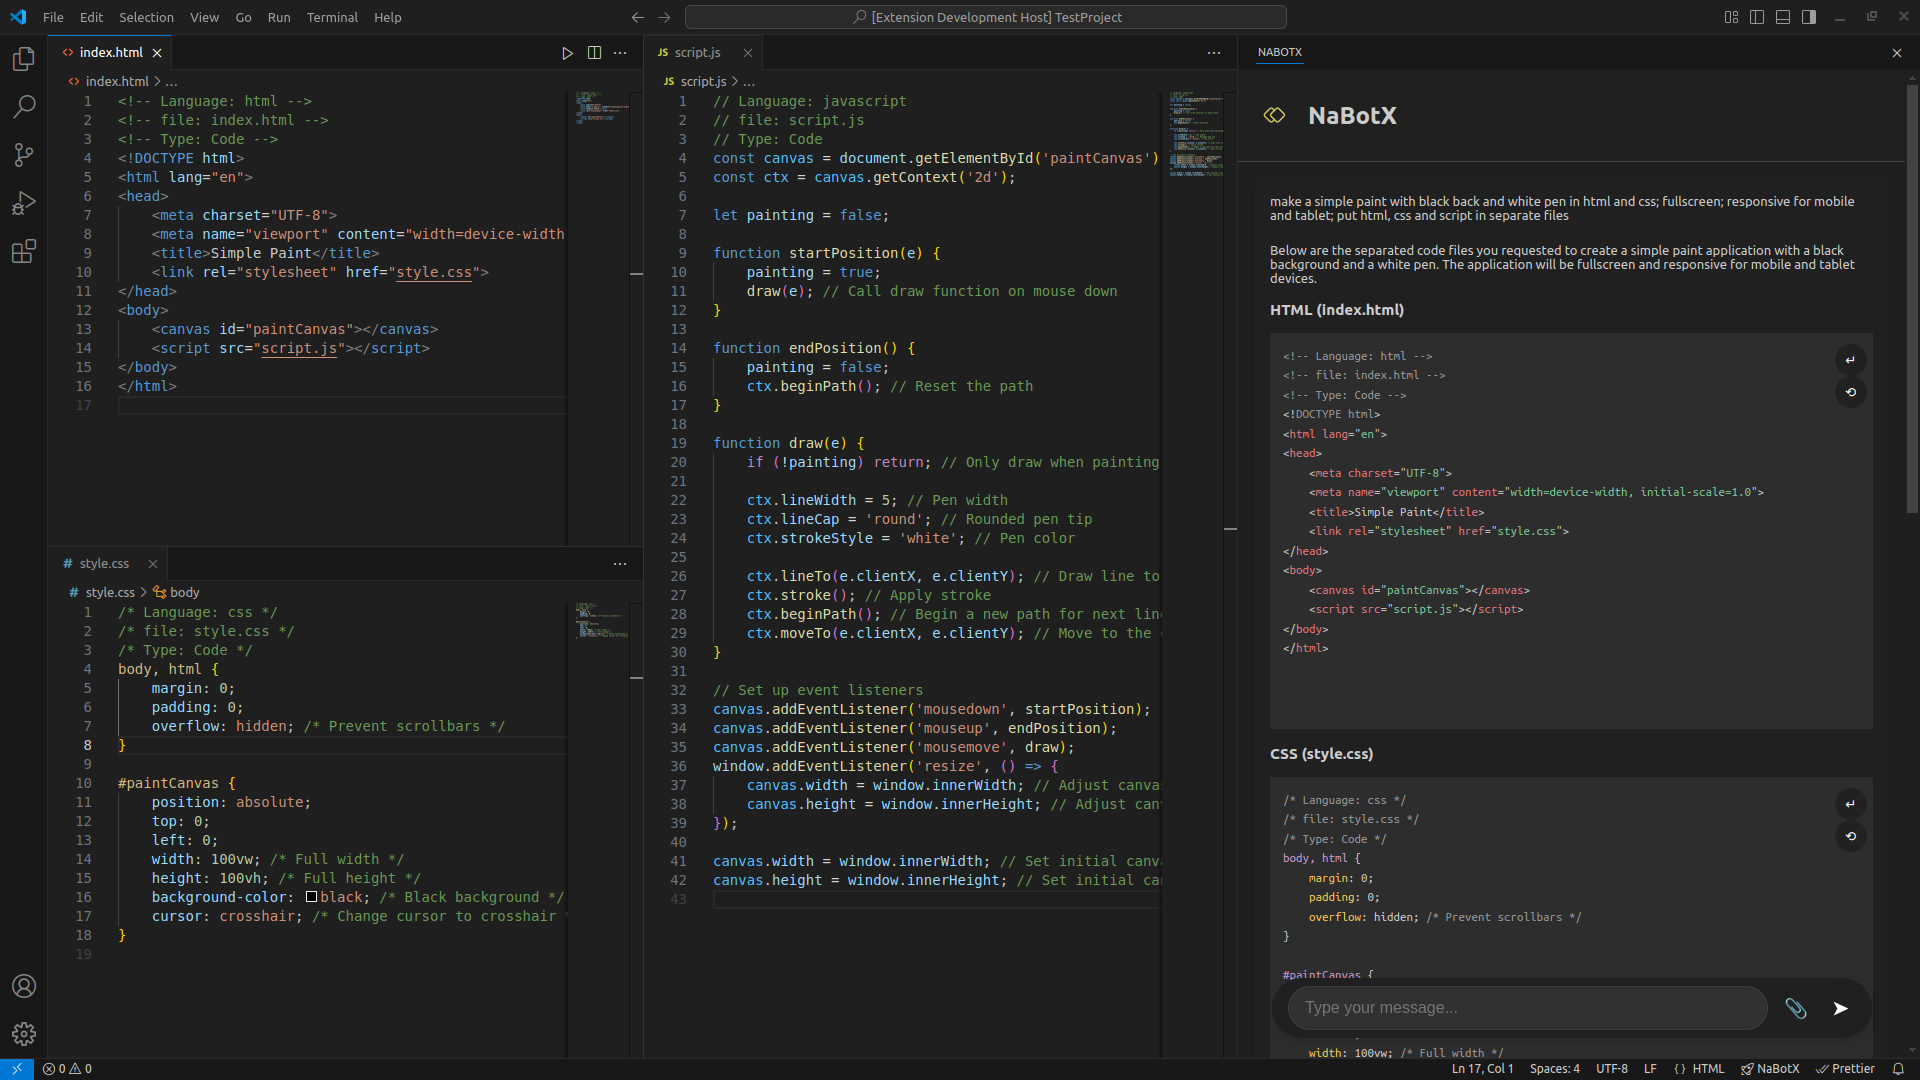 File Edit Selection View Go Run Terminal Help
[Extension Development Host] TestProject
index.html
index.html > ...
1 <!-- Language: html -->
2 <!-- file: index.html -->
3 <!-- Type: Code -->
4 <!DOCTYPE html>
5 <html lang="en">
6 <head>
7 <meta charset="UTF-8">
8 <meta name="viewport" content="width=device-width
9 <title>Simple Paint</title>
10 <link rel="stylesheet" href="style.css">
11 </head>
12 <body>
13 <canvas id="paintCanvas"></canvas>
14 <script src="script.js"></script>
15 </body>
16 </html>
17
# style.css
# style.css > body
1 /* Language: css */
2 /* file: style.css */
3 /* Type: Code */
4 body, html {
5 margin: 0;
6 padding: 0;
7 overflow: hidden; /* Prevent scrollbars */
8 }
9
10 #paintCanvas {
11 position: absolute;
12 top: 0;
13 left: 0;
14 width: 100vw; /* Full width */
15 height: 100vh; /* Full height */
16 background-color: black; /* Black background */
17 cursor: crosshair; /* Change cursor to crosshair
18 }
19
JS script.js
JS script.js > ...
1 // Language: javascript
2 // file: script.js
3 // Type: Code
4 const canvas = document.getElementById('paintCanvas')
5 const ctx = canvas.getContext('2d');
6
7 let painting = false;
8
9 function startPosition(e) {
10 painting = true;
11 draw(e); // Call draw function on mouse down
12 }
13
14 function endPosition() {
15 painting = false;
16 ctx.beginPath(); // Reset the path
17 }
18
19 function draw(e) {
20 if (!painting) return; // Only draw when painting
21
22 ctx.lineWidth = 5; // Pen width
23 ctx.lineCap = 'round'; // Rounded pen tip
24 ctx.strokeStyle = 'white'; // Pen color
25
26 ctx.lineTo(e.clientX, e.clientY); // Draw line to
27 ctx.stroke(); // Apply stroke
28 ctx.beginPath(); // Begin a new path for next
29 ctx.moveTo(e.clientX, e.clientY); // Move to the
30 }
31
32 // Set up event listeners
33 canvas.addEventListener('mousedown', startPosition);
34 canvas.addEventListener('mouseup', endPosition);
35 canvas.addEventListener('mousemove', draw);
36 window.addEventListener('resize', () => {
37 canvas.width = window.innerWidth; // Adjust
38 canvas.height = window.innerHeight; // Adjust
39 });
40
41 canvas.width = window.innerWidth; // Set initial
42 canvas.height = window.innerHeight; // Set initial
43
NABOTX
NaBotX
make a simple paint with black back and white pen in html and css; fullscreen; responsive for mobile
and tablet; put html, css and script in separate files
Below are the separated code files you requested to create a simple paint application with a black
background and a white pen. The application will be fullscreen and responsive for mobile and tablet
devices.
HTML (index.html)
<!-- Language: html -->
<!-- file: index.html -->
<!-- Type: Code -->
<!DOCTYPE html>
<html lang="en">
<head>
<meta charset="UTF-8">
<meta name="viewport" content="width=device-width, initial-scale=1.0">
<title>Simple Paint</title>
<link rel="stylesheet" href="style.css">
</head>
<body>
<canvas id="paintCanvas"></canvas>
<script src="script.js"></script>
</body>
</html>
CSS (style.css)
/* Language: css */
/* file: style.css */
/* Type: Code */
body, html {
margin: 0;
padding: 0;
overflow: hidden; /* Prevent scrollbars */
}
#paintCanvas {
Type your message...
width: 100vw; /* Full width */
0 0
Ln 17, Col 1 Spaces: 4 UTF-8 LF { } HTML NaBotX Prettier